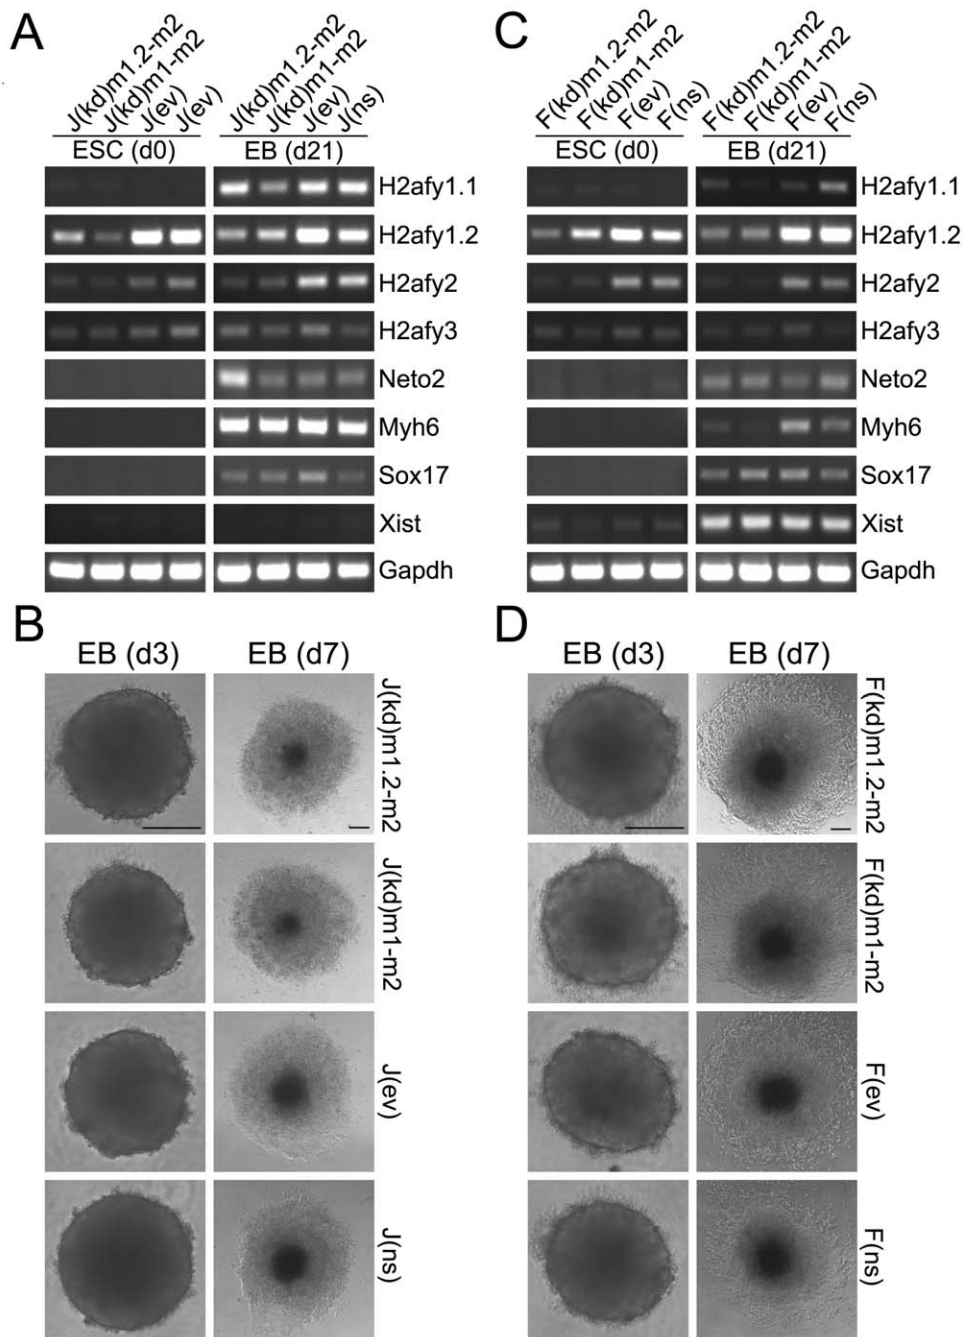 A
J(kd)m1.2-m2
J(kd)m1-m2
J(ev)
J(ev)
J(kd)m1.2-m2
J(kd)m1-m2
J(ev)
J(ns)
ESC (d0)
EB (d21)
H2afy1.1
H2afy1.2
H2afy2
H2afy3
Neto2
Myh6
Sox17
Xist
Gapdh
C
F(kd)m1.2-m2
F(kd)m1-m2
F(ev)
F(ns)
F(kd)m1.2-m2
F(kd)m1-m2
F(ev)
F(ns)
ESC (d0)
EB (d21)
H2afy1.1
H2afy1.2
H2afy2
H2afy3
Neto2
Myh6
Sox17
Xist
Gapdh
B
EB (d3)
EB (d7)
J(kd)m1.2-m2
J(kd)m1-m2
J(ev)
J(ns)
D
EB (d3)
EB (d7)
F(kd)m1.2-m2
F(kd)m1-m2
F(ev)
F(ns)